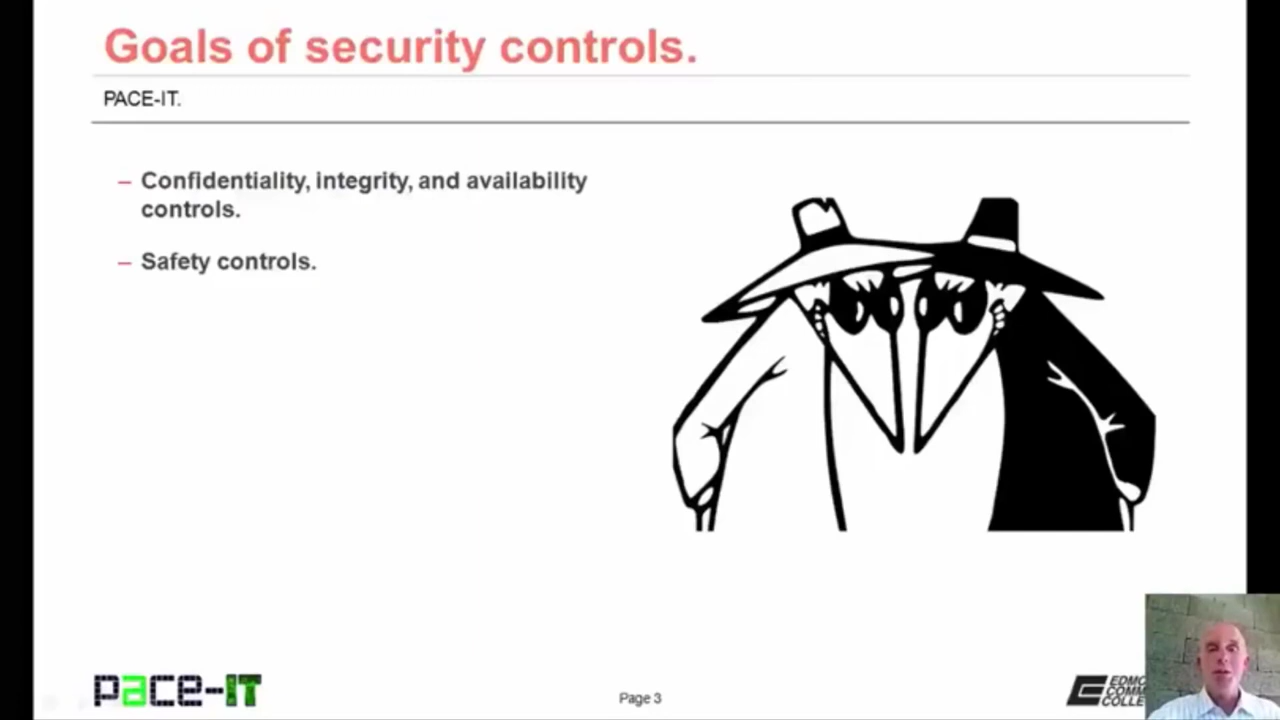 Goals of security controls.
PACE-IT.
– Confidentiality, integrity, and availability
controls.
– Safety controls.
pace-IT
Page 3